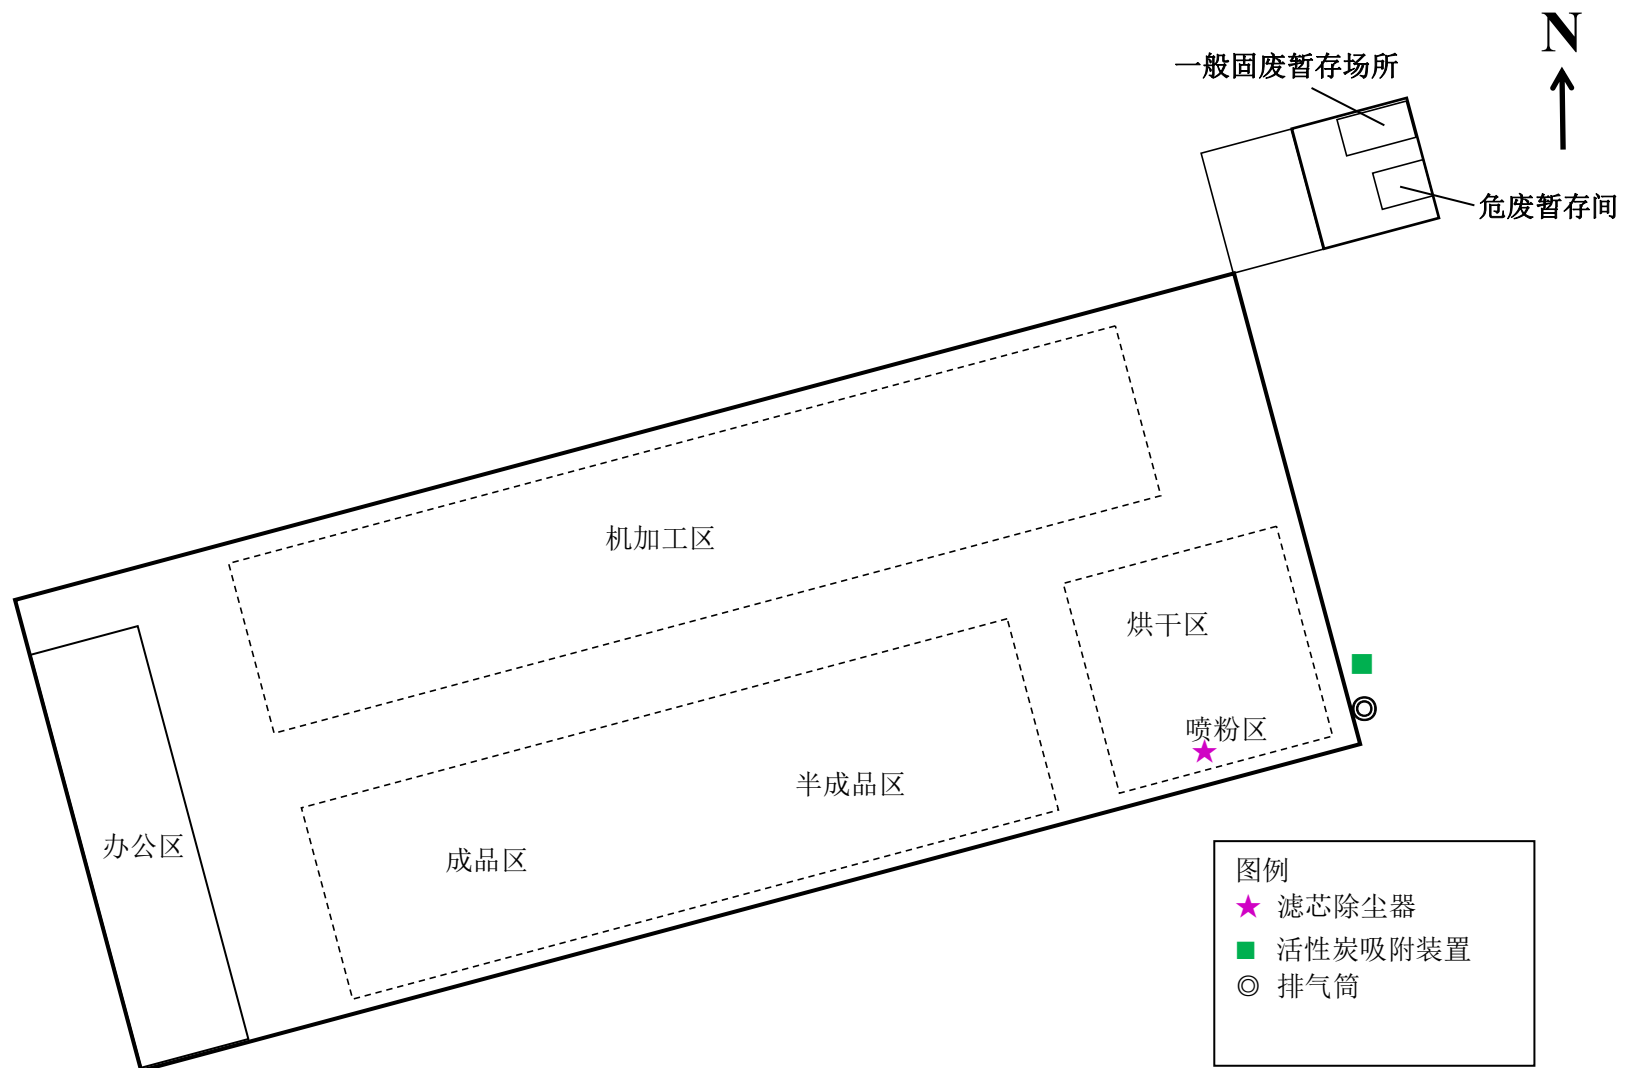 N
一般固废暂存场所
危废暂存间
机加工区
烘干区
喷粉区
半成品区
成品区
办公区
图例
滤芯除尘器
活性炭吸附装置
排气筒